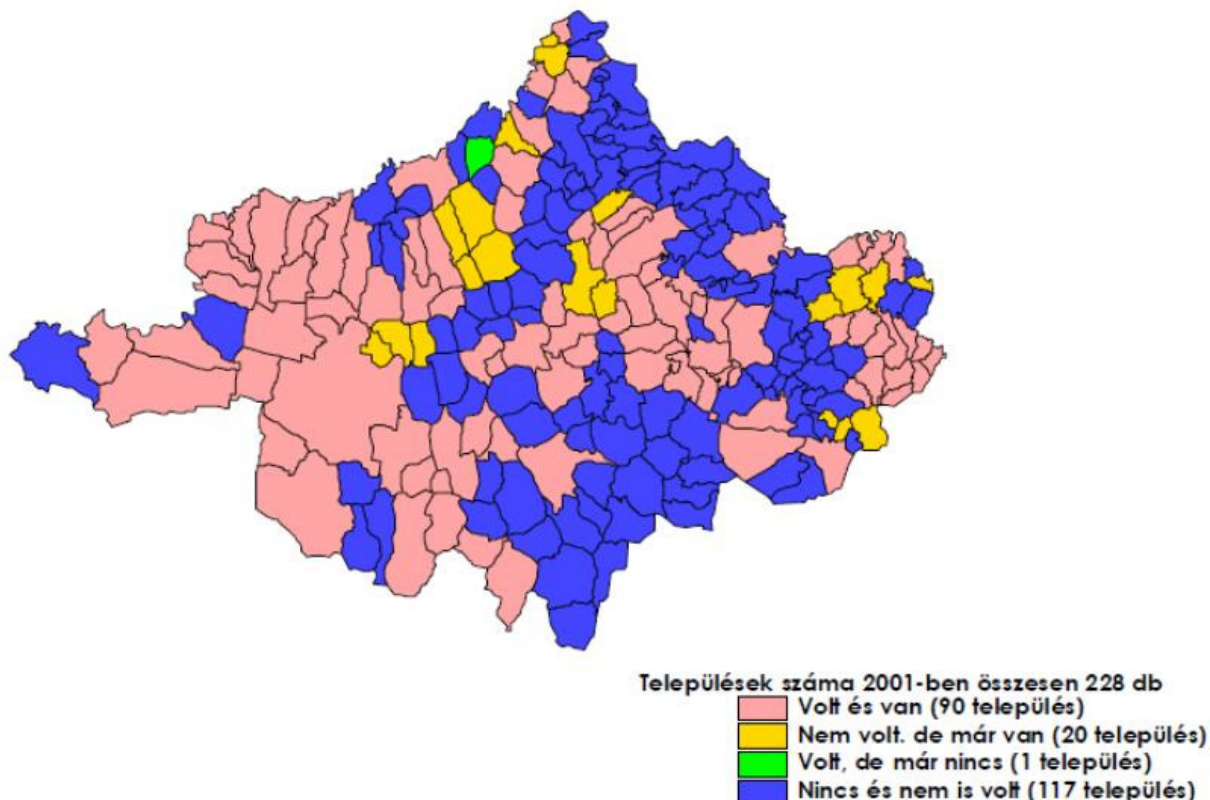 Települések száma 2001-ben összesen 228 db
Volt és van (90 település)
Nem volt. de már van (20 település)
Volt, de már nincs (1 település)
Nincs és nem is volt (117 település)